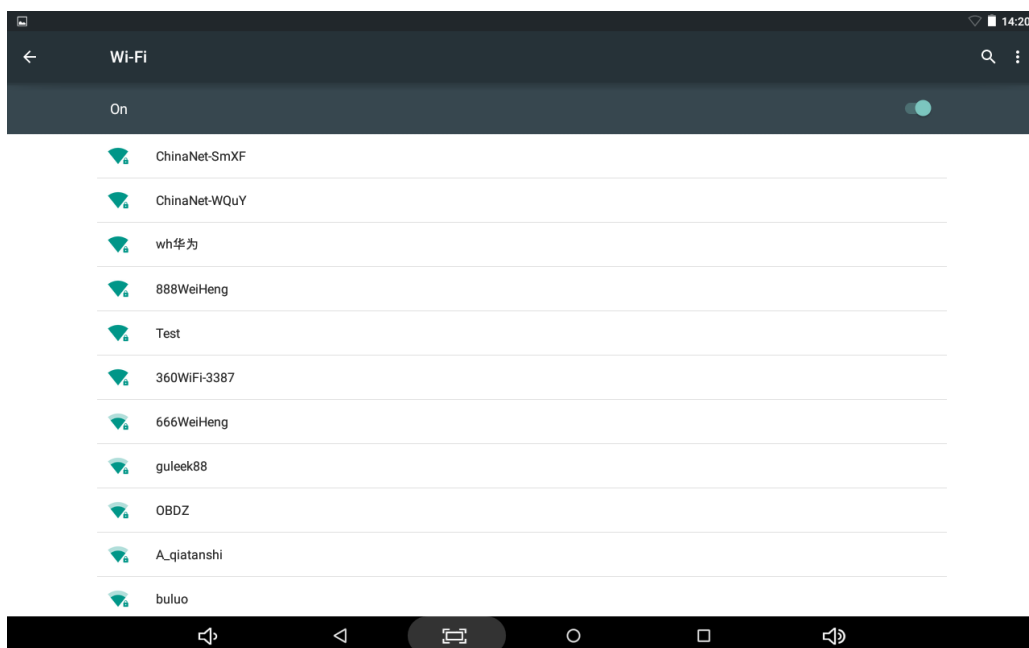 14:20
Wi-Fi
On
ChinaNet-SmXF
ChinaNet-WQuY
wh华为
888WeiHeng
Test
360WiFi-3387
666WeiHeng
guleek88
OBDZ
A_qiatanshi
buluo